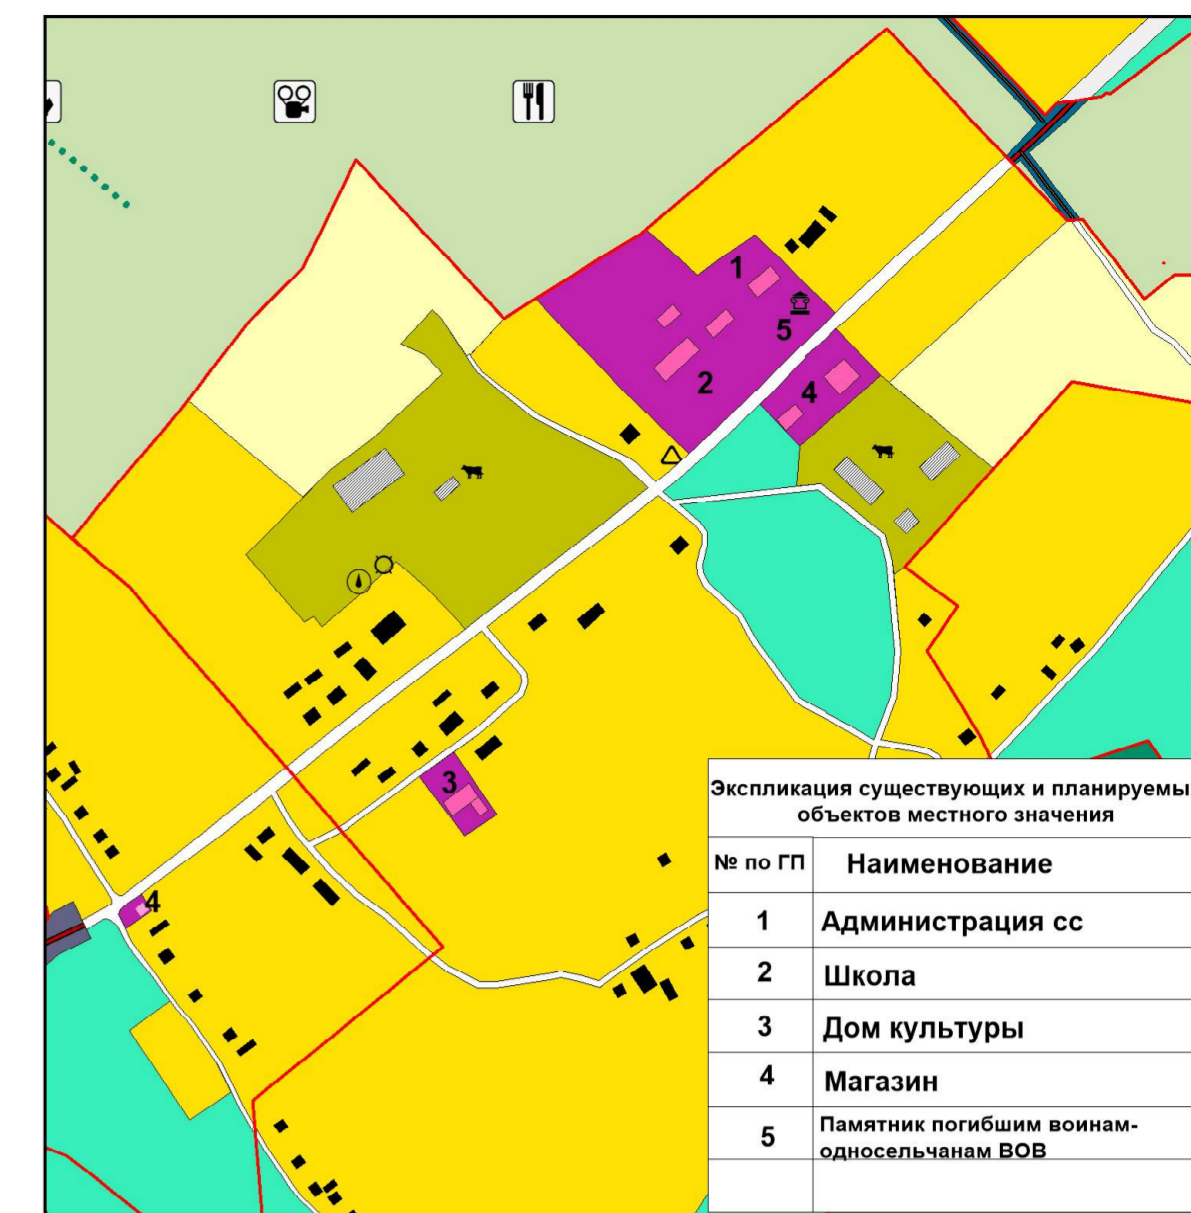 1
5
2
4
3
4
Экспликация существующих и планируемы
объектов местного значения
№ по ГП Наименование
1 Администрация сс
2 Школа
3 Дом культуры
4 Магазин
5 Памятник погибшим воинам-
односельчанам ВОВ